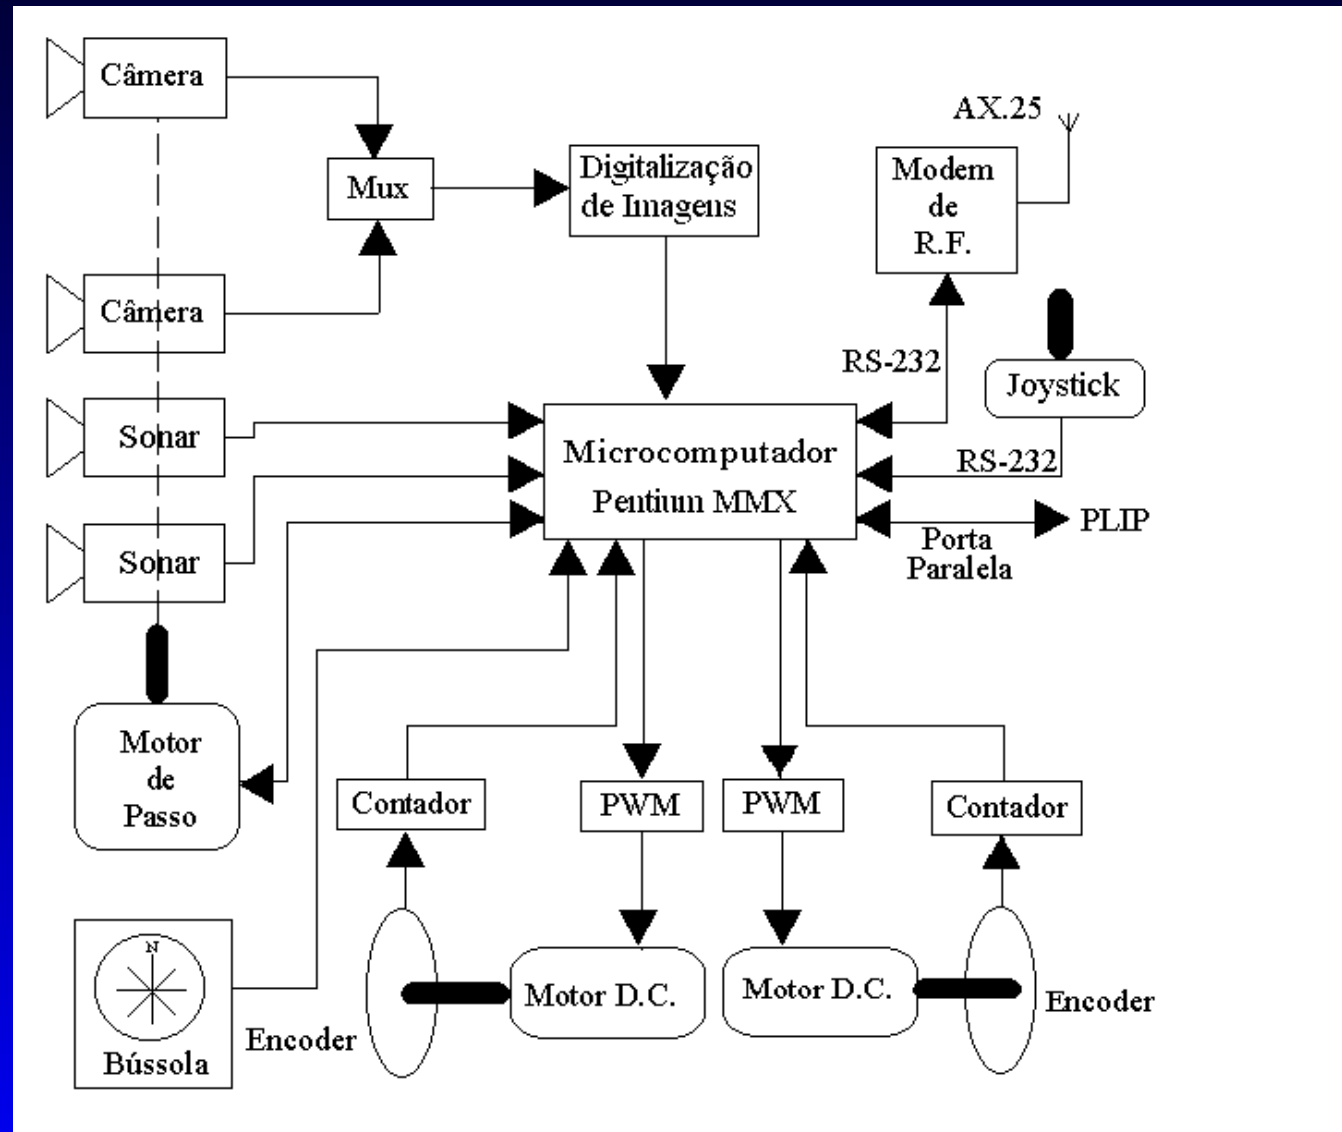 Câmera
AX.25
Mux
Digitalização
de Imagens
Modem
de
R.F.
Câmera
RS-232
Joystick
Sonar
Microcomputador
Pentium MMX
RS-232
Sonar
PLIP
Porta
Paralela
Motor
de
Passo
Contador
PWM
PWM
Contador
N
Bússola
Encoder
Motor D.C.
Motor D.C.
Encoder